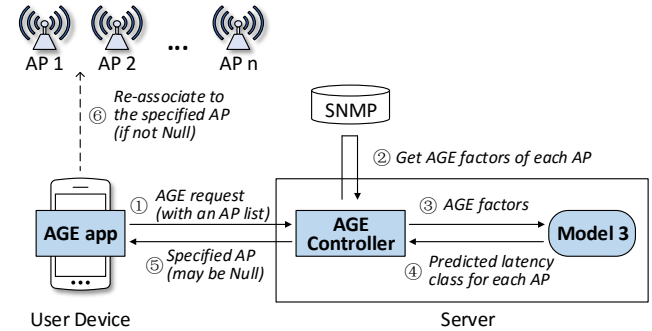 AP 1
AP 2
...
AP n
⑥ Re-associate to
the specified AP
(if not Null)
SNMP
② Get AGE factors of each AP
① AGE request
(with an AP list)
③ AGE factors
AGE app
AGE
Controller
Model 3
⑤ Specified AP
(may be Null)
④ Predicted latency
class for each AP
User Device
Server